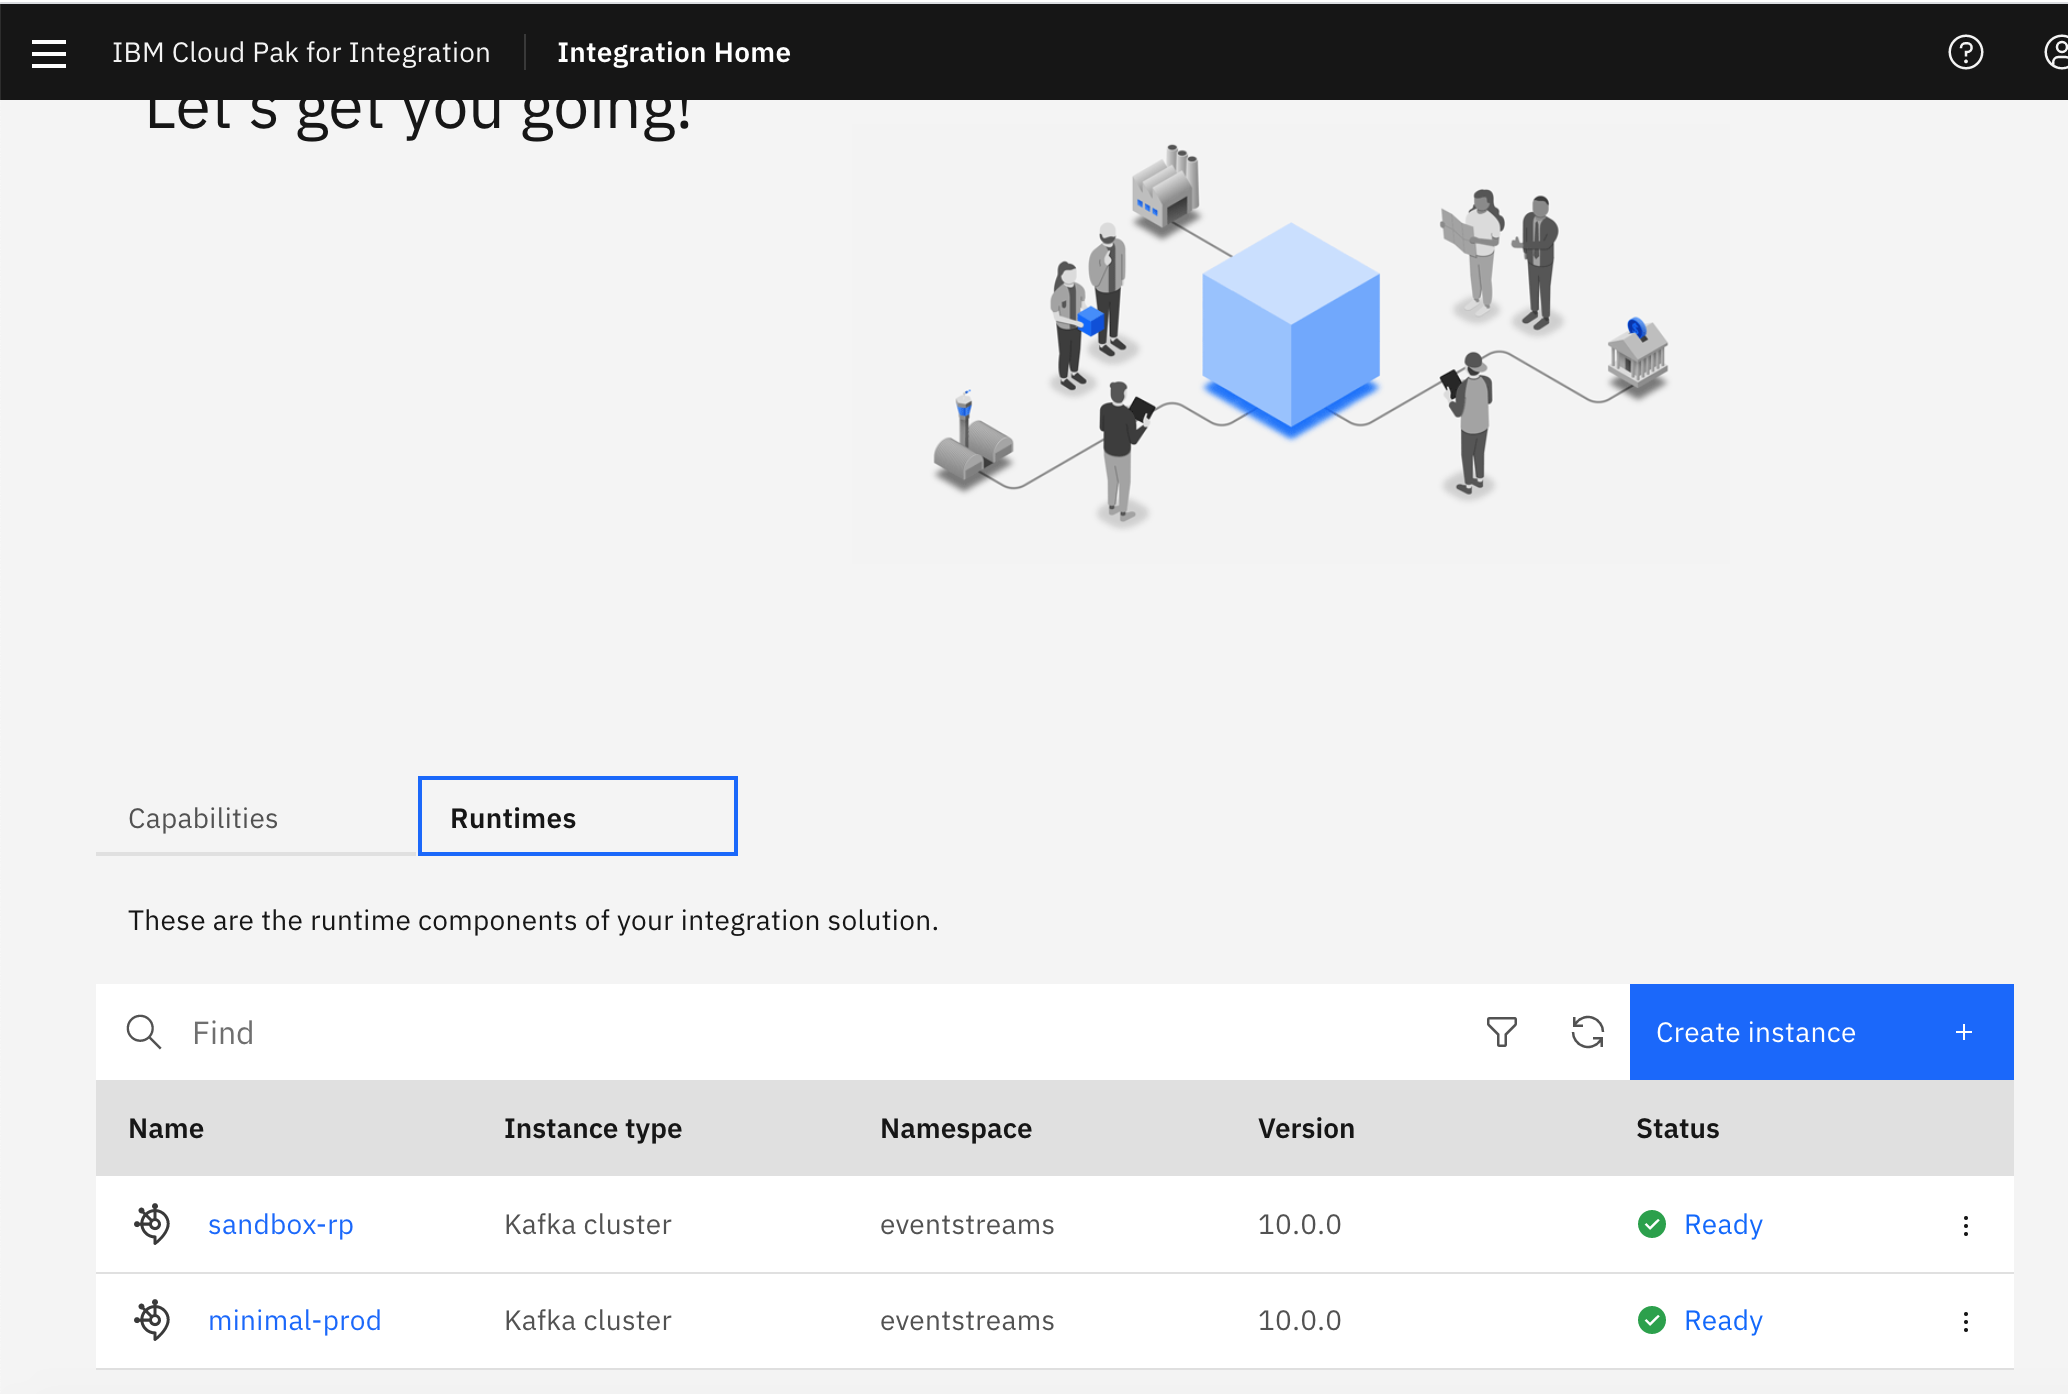 IBM Cloud Pak for Integration Integration Home
Let's get you going!
Capabilities Runtimes
These are the runtime components of your integration solution.
Find Create instance +
Name Instance type Namespace Version Status
sandbox-rp Kafka cluster eventstreams 10.0.0 Ready
minimal-prod Kafka cluster eventstreams 10.0.0 Ready